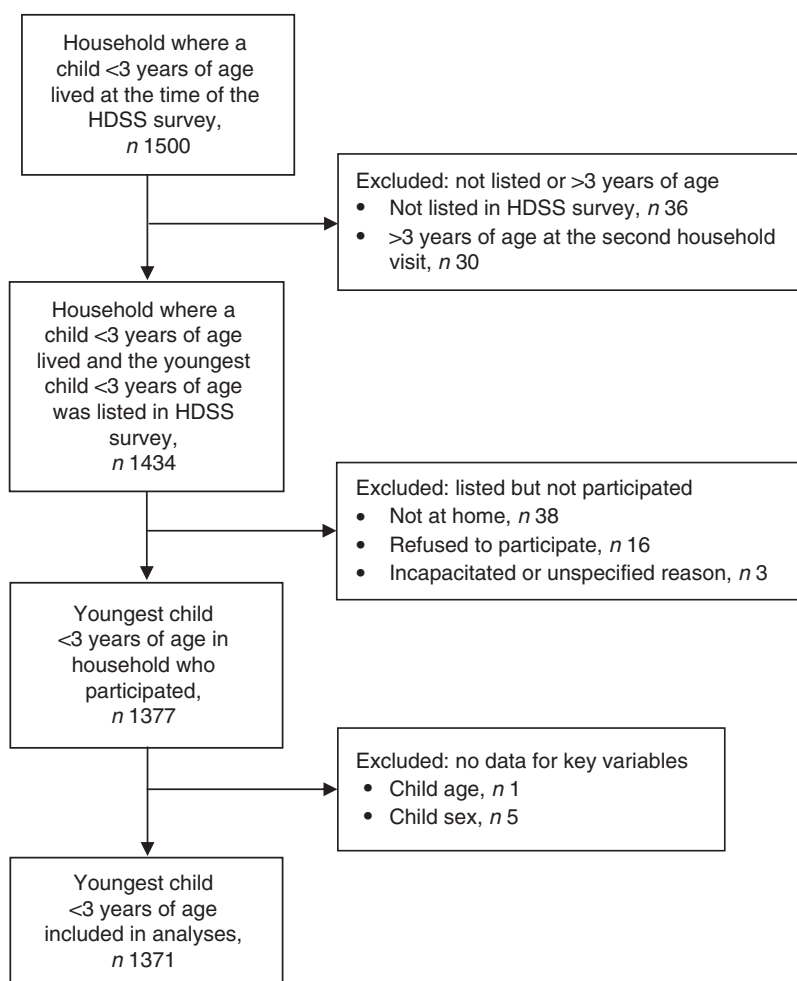 Household where a
child <3 years of age
lived at the time of the
HDSS survey,
n 1500
Excluded: not listed or >3 years of age
• Not listed in HDSS survey, n 36
• >3 years of age at the second household
visit, n 30
Household where a
child <3 years of age
lived and the youngest
child <3 years of age
was listed in HDSS
survey,
n 1434
Excluded: listed but not participated
• Not at home, n 38
• Refused to participate, n 16
• Incapacitated or unspecified reason, n 3
Youngest child
<3 years of age in
household who
participated,
n 1377
Excluded: no data for key variables
• Child age, n 1
• Child sex, n 5
Youngest child
<3 years of age
included in analyses,
n 1371